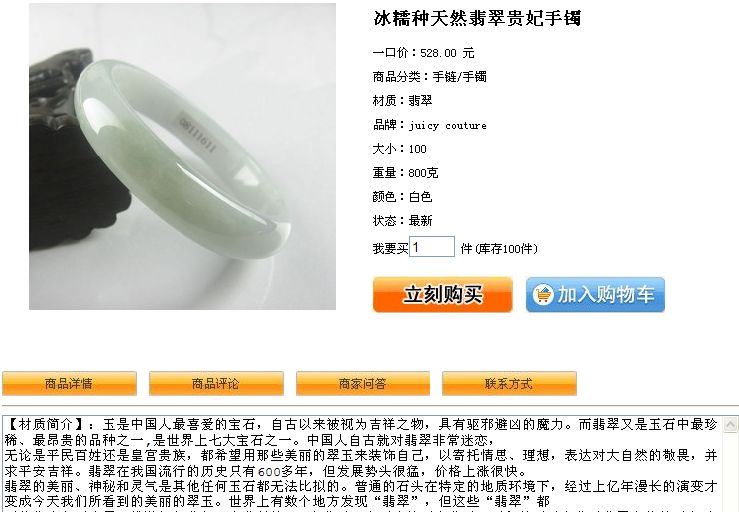 冰糯种天然翡翠贵妃手镯
一口价：528.00 元
商品分类：手链/手镯
材质：翡翠
品牌：juicy couture
大小：100
重量：800克
颜色：白色
状态：最新
我要买1 件(库存100件)
立刻购买 加入购物车
08111611
商品详情 商品评论 商家问答 联系方式
【材质简介】：玉是中国人最喜爱的宝石，自古以来被视为吉祥之物，具有驱邪避凶的魔力。而翡翠又是玉石中最珍
稀、最昂贵的品种之一,是世界上七大宝石之一。中国人自古就对翡翠非常迷恋，
无论是平民百姓还是皇宫贵族，都希望用那些美丽的翠玉来装饰自己，以寄托情思、理想，表达对大自然的敬畏，并
求平安吉祥。翡翠在我国流行的历史只有600多年，但发展势头很猛，价格上涨很快。
翡翠的美丽、神秘和灵气是其他任何玉石都无法比拟的。普通的石头在特定的地质环境下，经过上亿年漫长的演变才
变成今天我们所看到的美丽的翠玉。世界上有数个地方发现“翡翠”，但这些“翡翠”都